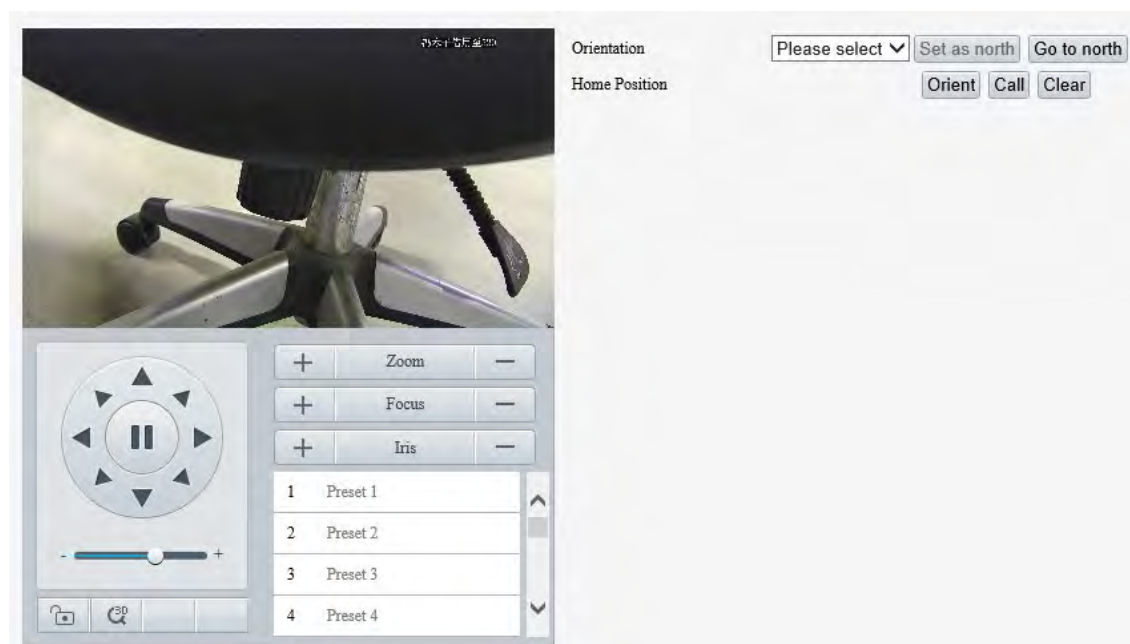 Orientation
Please select
Set as north
Go to north
Home Position
Orient
Call
Clear
+ Zoom −
+ Focus −
+ Iris −
1 Preset 1
2 Preset 2
3 Preset 3
4 Preset 4
- +
3D